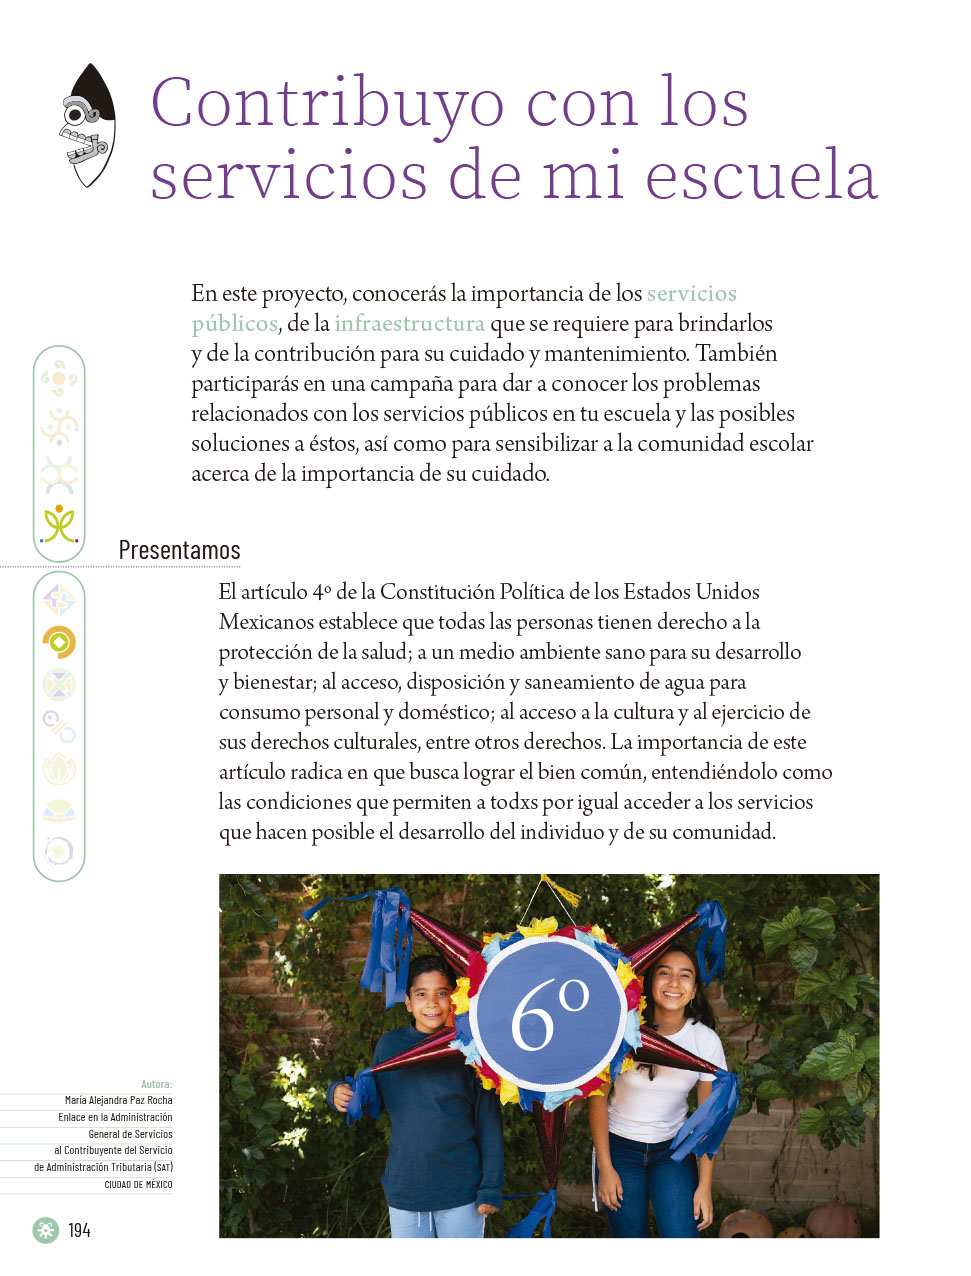 Contribuyo con los
servicios de mi escuela
En este proyecto, conocerás la importancia de los servicios
públicos, de la infraestructura que se requiere para brindarlos
y de la contribución para su cuidado y mantenimiento. También
participarás en una campaña para dar a conocer los problemas
relacionados con los servicios públicos en tu escuela y las posibles
soluciones a éstos, así como para sensibilizar a la comunidad escolar
acerca de la importancia de su cuidado.
Presentamos
El artículo 4º de la Constitución Política de los Estados Unidos
Mexicanos establece que todas las personas tienen derecho a la
protección de la salud; a un medio ambiente sano para su desarrollo
y bienestar; al acceso, disposición y saneamiento de agua para
consumo personal y doméstico; al acceso a la cultura y al ejercicio de
sus derechos culturales, entre otros derechos. La importancia de este
artículo radica en que busca lograr el bien común, entendiéndolo como
las condiciones que permiten a todxs por igual acceder a los servicios
que hacen posible el desarrollo del individuo y de su comunidad.
6º
Autora:
María Alejandra Paz Rocha
Enlace en la Administración
General de Servicios
al Contribuyente del Servicio
de Administración Tributaria (SAT)
CIUDAD DE MÉXICO
194